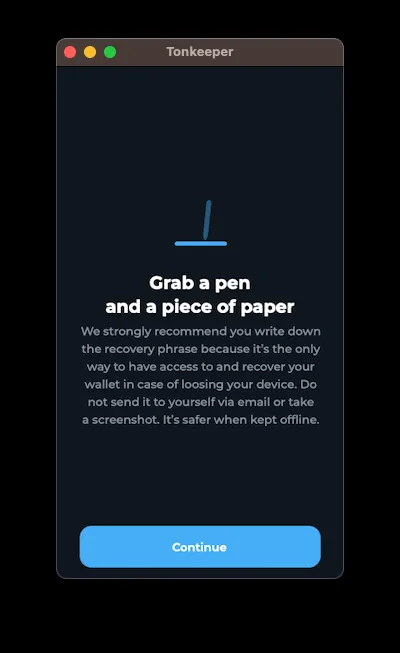 Tonkeeper
Grab a pen
and a piece of paper
We strongly recommend you write down
the recovery phrase because it's the only
way to have access to and recover your
wallet in case of loosing your device. Do
not send it to yourself via email or take
a screenshot. It's safer when kept offline.
Continue